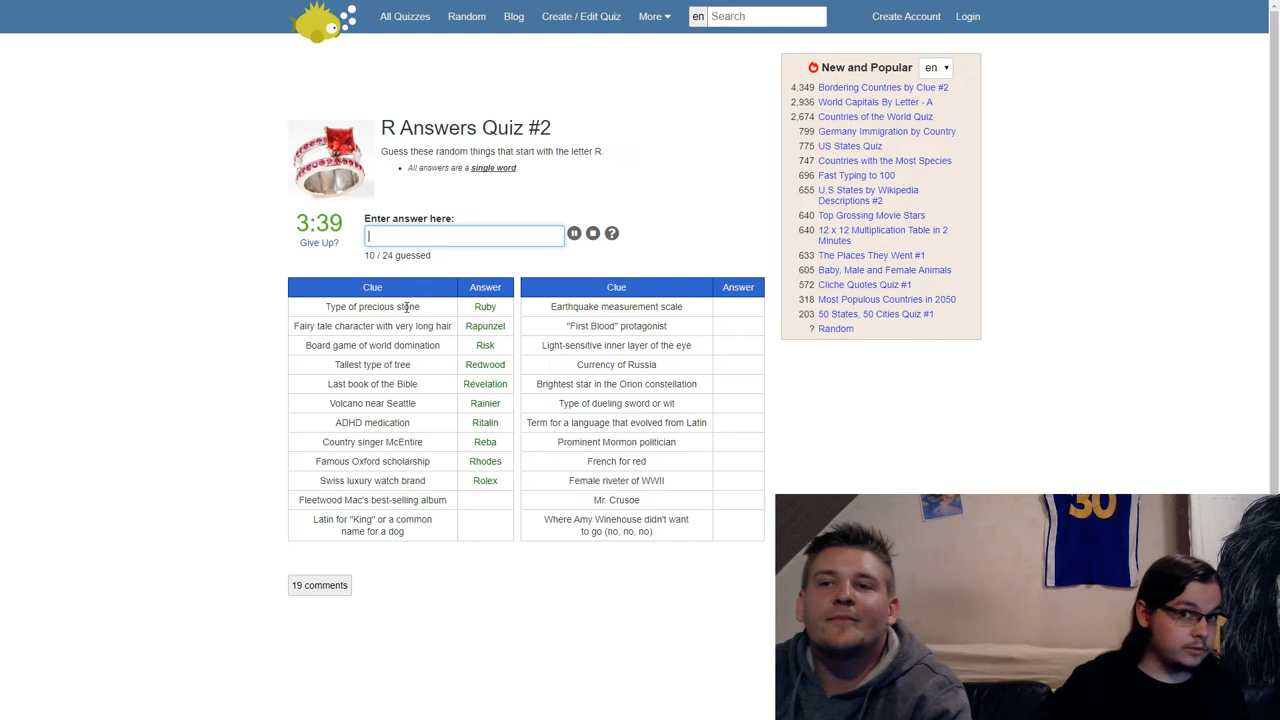 All Quizzes Random Blog Create / Edit Quiz More en Search Create Account Login
New and Popular en
4,349 Bordering Countries by Clue #2
2,936 World Capitals By Letter - A
2,674 Countries of the World Quiz
799 Germany Immigration by Country
775 US States Quiz
747 Countries with the Most Species
696 Fast Typing to 100
655 U.S States by Wikipedia
Descriptions #2
640 Top Grossing Movie Stars
640 12 x 12 Multiplication Table in 2
Minutes
633 The Places They Went #1
605 Baby, Male and Female Animals
572 Cliche Quotes Quiz #1
318 Most Populous Countries in 2050
203 50 States, 50 Cities Quiz #1
? Random
R Answers Quiz #2
Guess these random things that start with the letter R.
All answers are a single word
3:39
Give Up?
Enter answer here:
?
10 / 24 guessed
Clue Answer Clue Answer
Type of precious stone Ruby Earthquake measurement scale
Fairy tale character with very long hair Rapunzel "First Blood" protagonist
Board game of world domination Risk Light-sensitive inner layer of the eye
Tallest type of tree Redwood Currency of Russia
Last book of the Bible Revelation Brightest star in the Orion constellation
Volcano near Seattle Rainier Type of dueling sword or wit
ADHD medication Ritalin Term for a language that evolved from Latin
Country singer McEntire Reba Prominent Mormon politician
Famous Oxford scholarship Rhodes French for red
Swiss luxury watch brand Rolex Female riveter of WWII
Fleetwood Mac's best-selling album Mr. Crusoe
Latin for "King" or a common Where Amy Winehouse didn't want
name for a dog to go (no, no, no)
19 comments
30